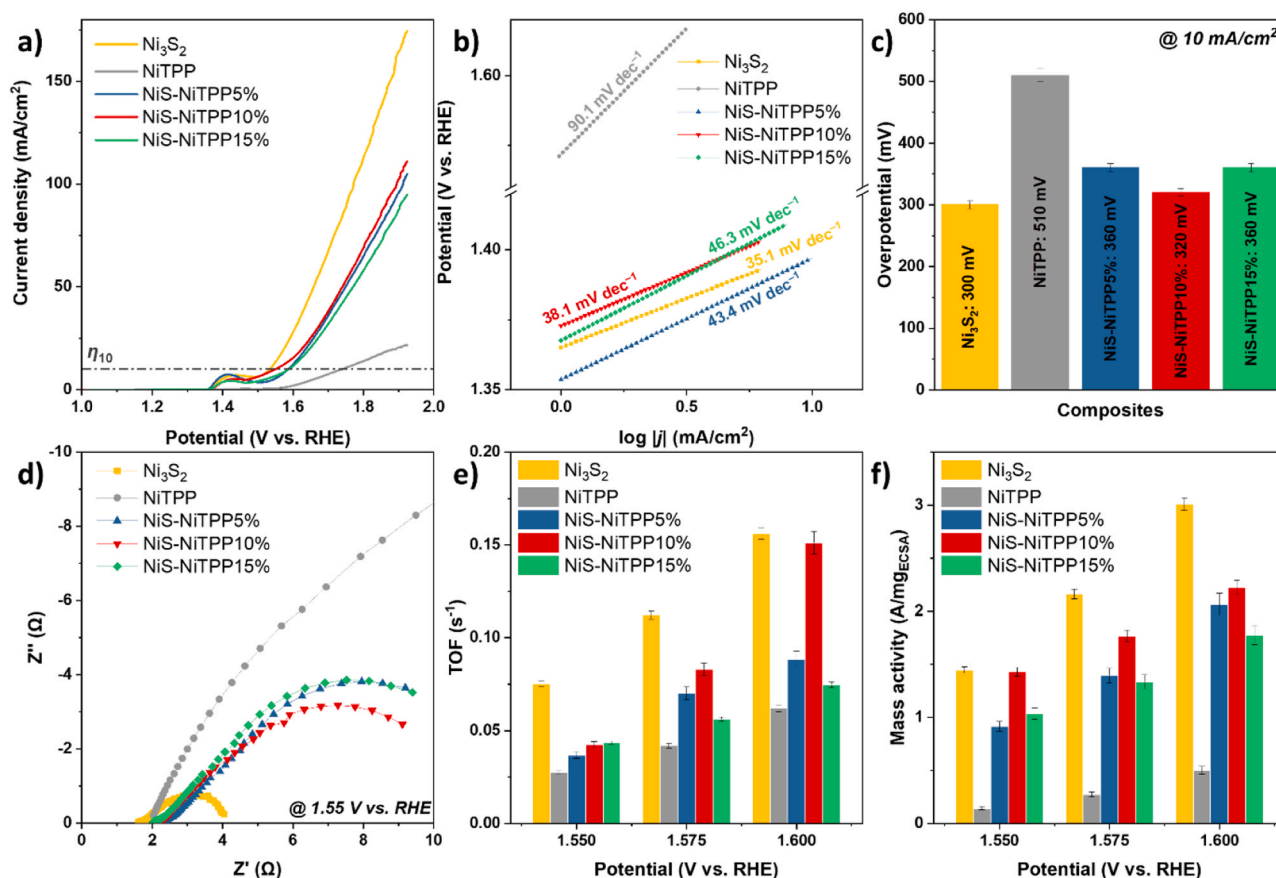 a)
Ni₃S₂
NiTPP
NiS-NiTPP5%
NiS-NiTPP10%
NiS-NiTPP15%
η₁₀
Current density (mA/cm²)
0
50
100
150
1.0
1.2
1.4
1.6
1.8
2.0
Potential (V vs. RHE)
b)
90.1 mV dec⁻¹
Ni₃S₂
NiTPP
NiS-NiTPP5%
NiS-NiTPP10%
NiS-NiTPP15%
38.1 mV dec⁻¹
46.3 mV dec⁻¹
35.1 mV dec⁻¹
43.4 mV dec⁻¹
Potential (V vs. RHE)
1.60
1.40
1.35
0.0
0.5
1.0
log |j| (mA/cm²)
c)
@ 10 mA/cm²
Ni₃S₂: 300 mV
NiTPP: 510 mV
NiS-NiTPP5%: 360 mV
NiS-NiTPP10%: 320 mV
NiS-NiTPP15%: 360 mV
Overpotential (mV)
0
100
200
300
400
500
600
Composites
d)
Ni₃S₂
NiTPP
NiS-NiTPP5%
NiS-NiTPP10%
NiS-NiTPP15%
@ 1.55 V vs. RHE
Z'' (Ω)
-10
-8
-6
-4
-2
0
0
2
4
6
8
10
Z' (Ω)
e)
Ni₃S₂
NiTPP
NiS-NiTPP5%
NiS-NiTPP10%
NiS-NiTPP15%
TOF (s⁻¹)
0.20
0.15
0.10
0.05
0.00
1.550
1.575
1.600
Potential (V vs. RHE)
f)
Ni₃S₂
NiTPP
NiS-NiTPP5%
NiS-NiTPP10%
NiS-NiTPP15%
Mass activity (A/mg_ECSA)
3
2
1
0
1.550
1.575
1.600
Potential (V vs. RHE)